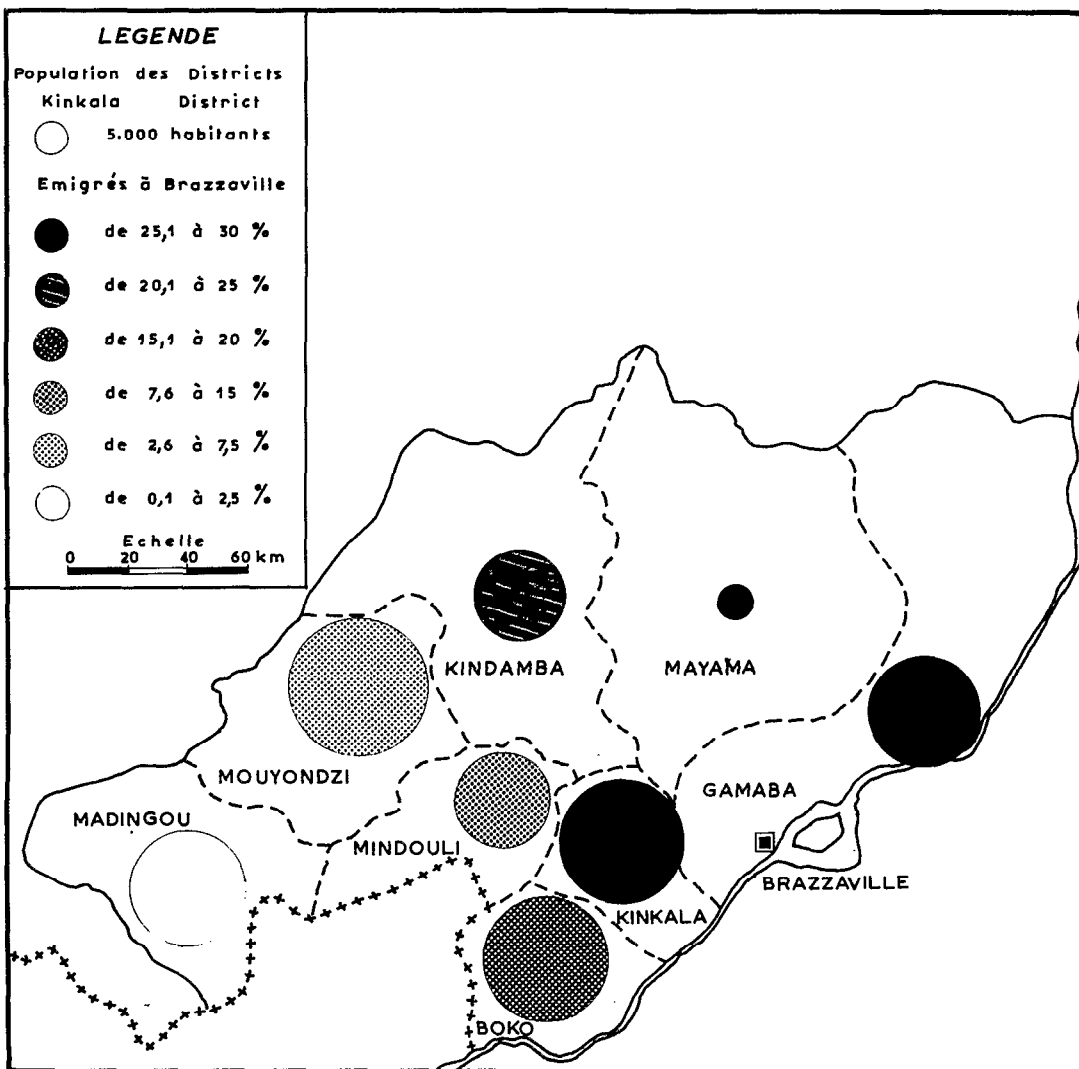 LEGENDE
Population des Districts
Kinkala District
5.000 habitants
Emigrés à Brazzaville
de 25,1 à 30 %
de 20,1 à 25 %
de 15,1 à 20 %
de 7,6 à 15 %
de 2,6 à 7,5 %
de 0,1 à 2,5 %
Echelle
0 20 40 60 km
KINDAMBA
MAYAMA
MOUYONDZI
GAMABA
MADINGOU
MINDOULI
BRAZZAVILLE
KINKALA
BOKO